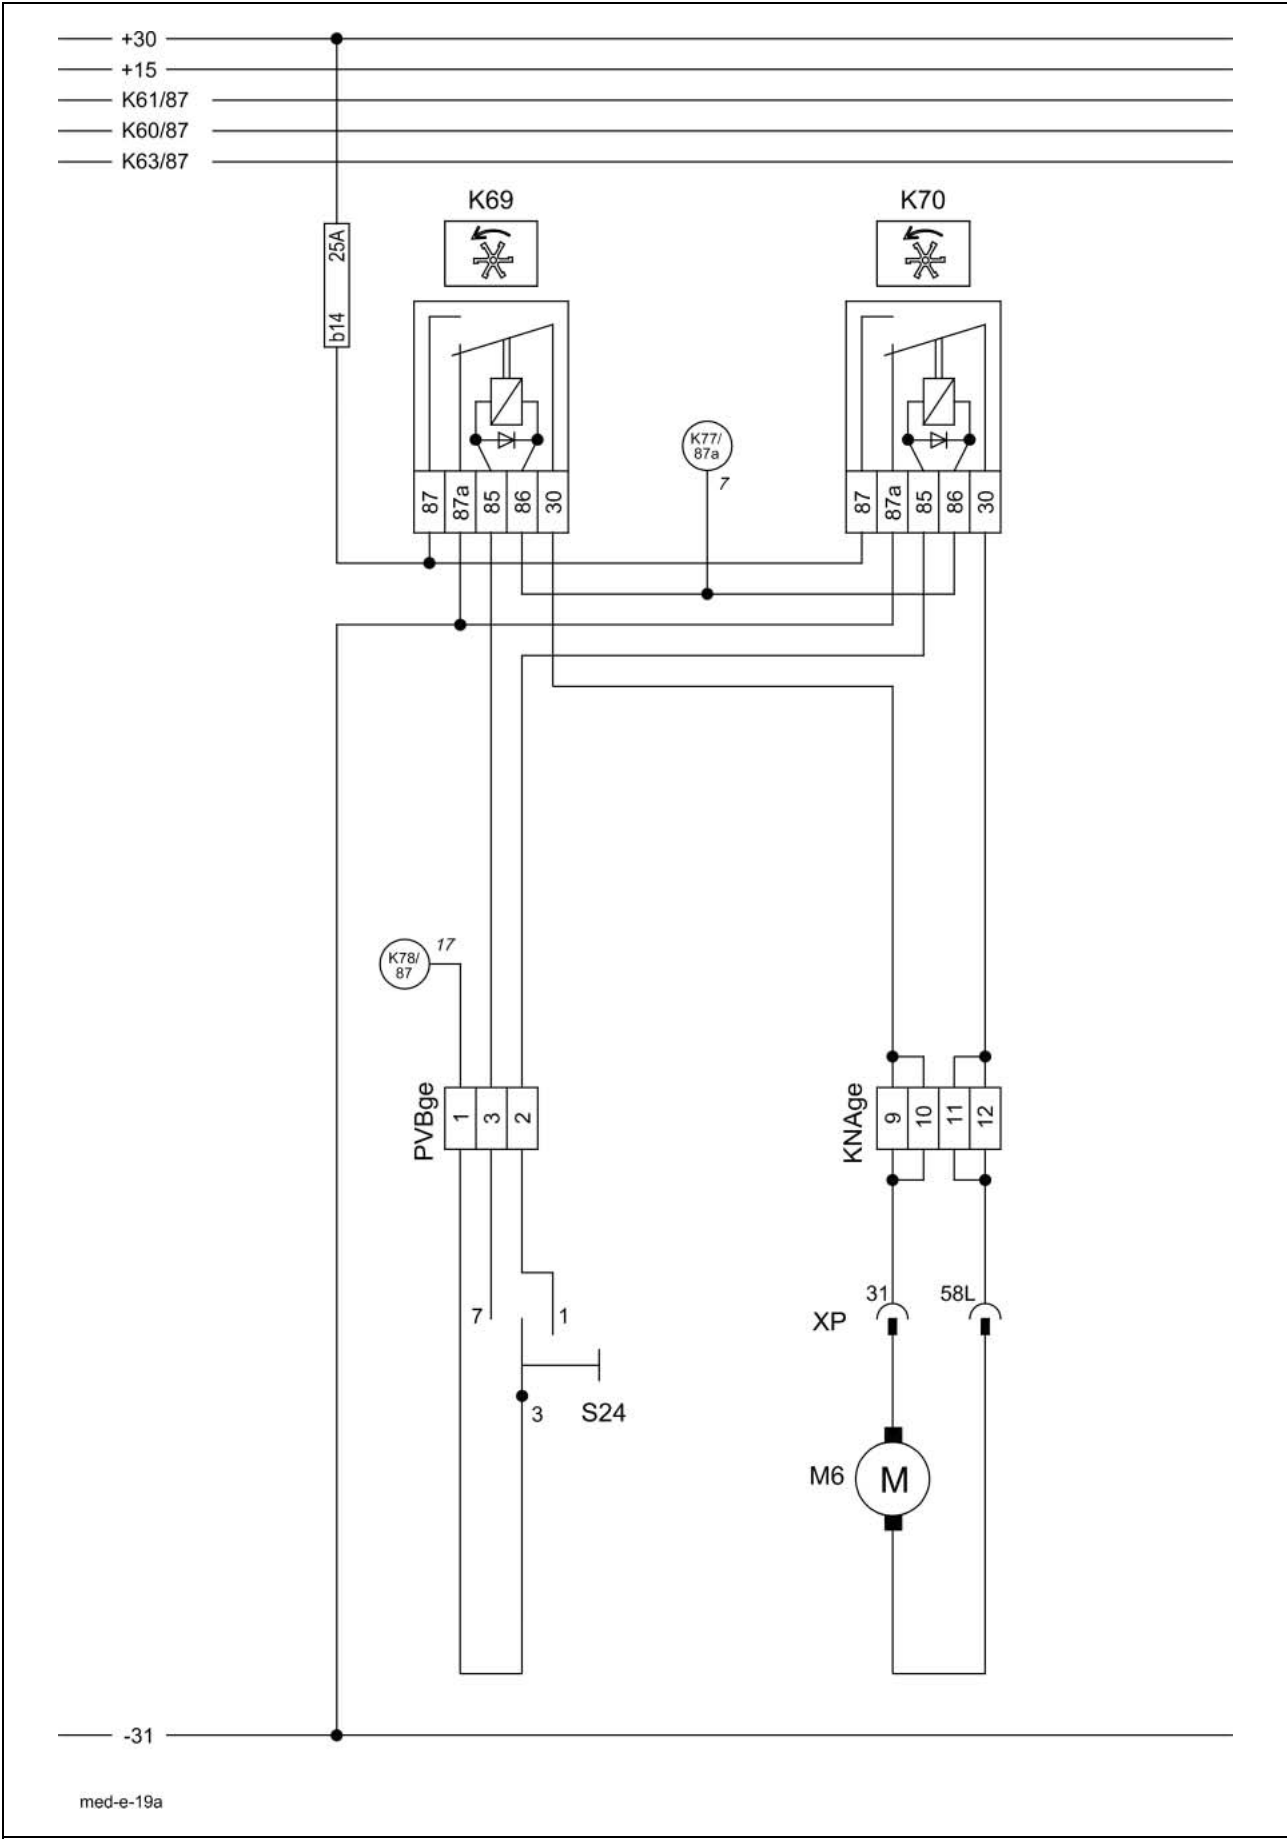 +30
+15
K61/87
K60/87
K63/87
K69
K70
25A
b14
K77/
87a
7
87
87a
85
86
30
87
87a
85
86
30
17
K78/
87
PVBge
1
3
2
KNAge
9
10
11
12
31
58L
7
1
XP
3
S24
M6
M
-31
med-e-19a